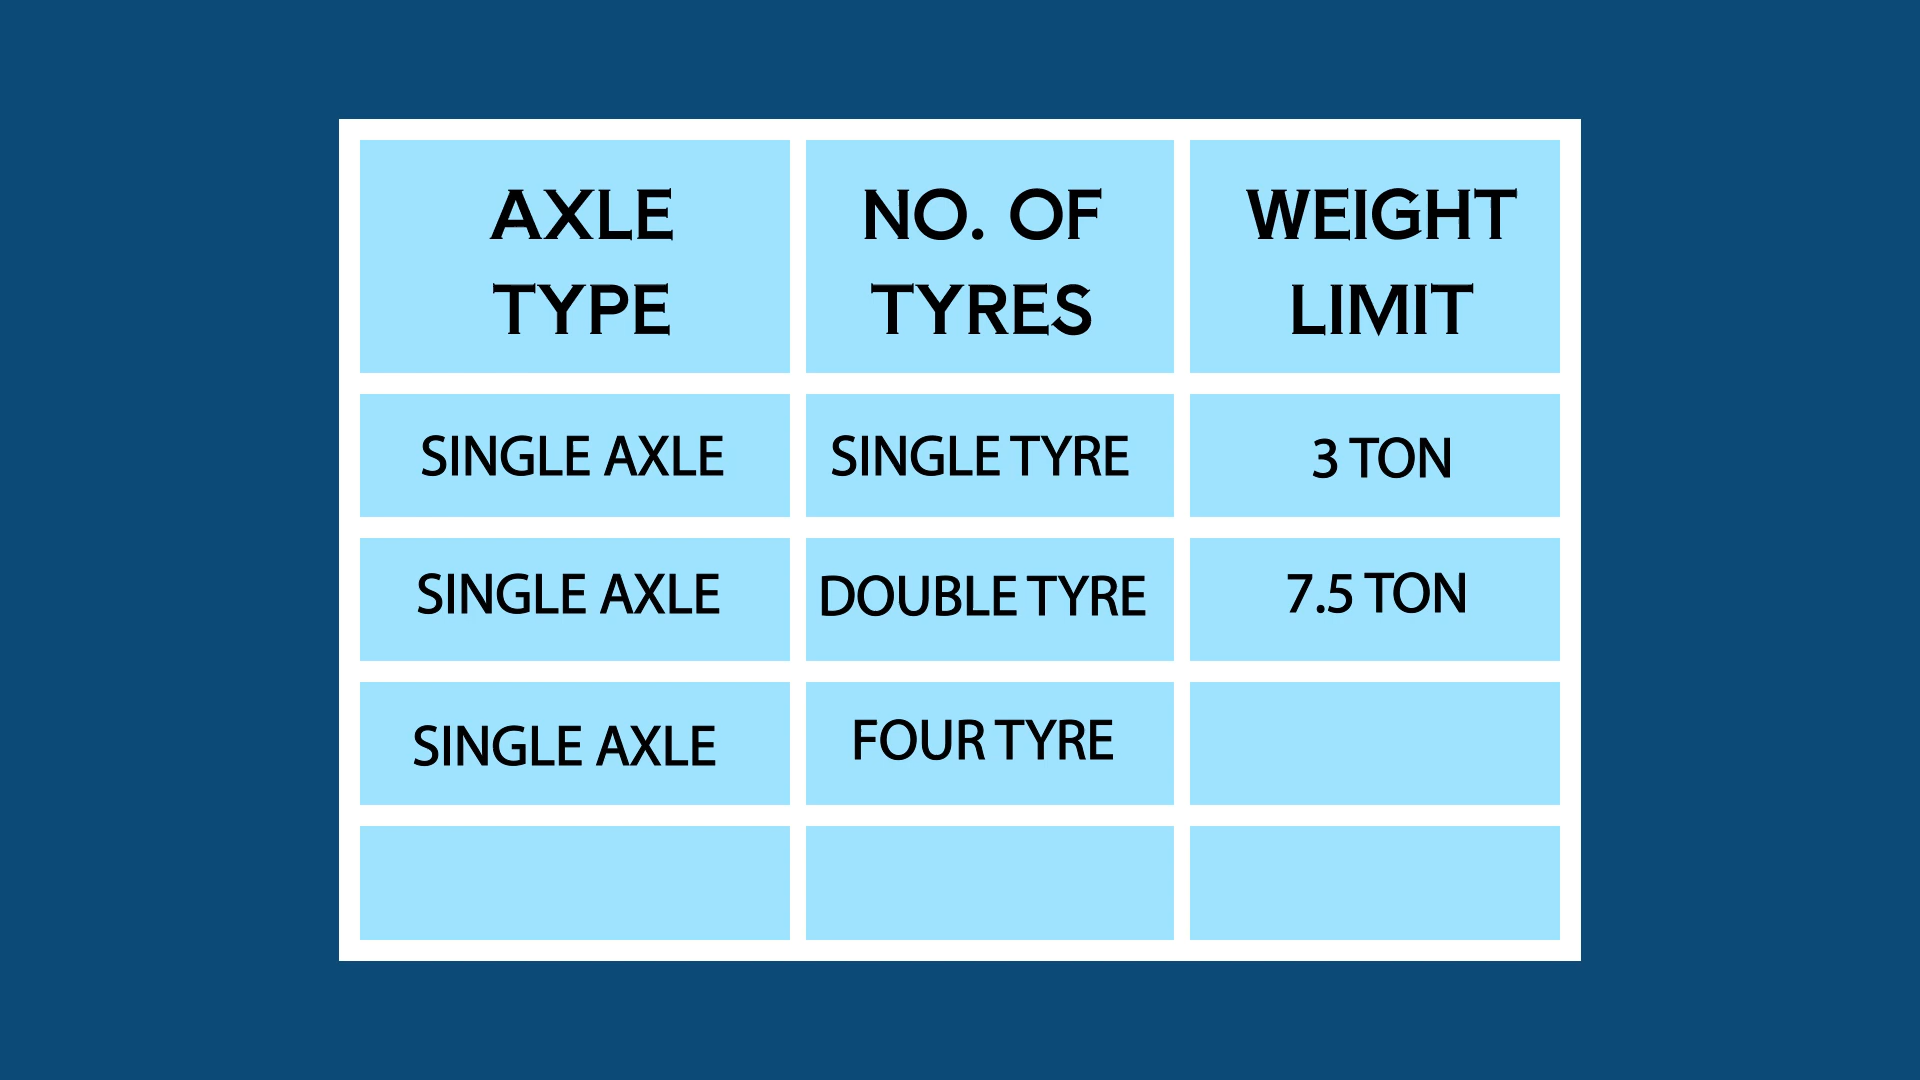 AXLE
TYPE
NO. OF
TYRES
WEIGHT
LIMIT
SINGLE AXLE
SINGLE TYRE
3 TON
SINGLE AXLE
DOUBLE TYRE
7.5 TON
SINGLE AXLE
FOUR TYRE